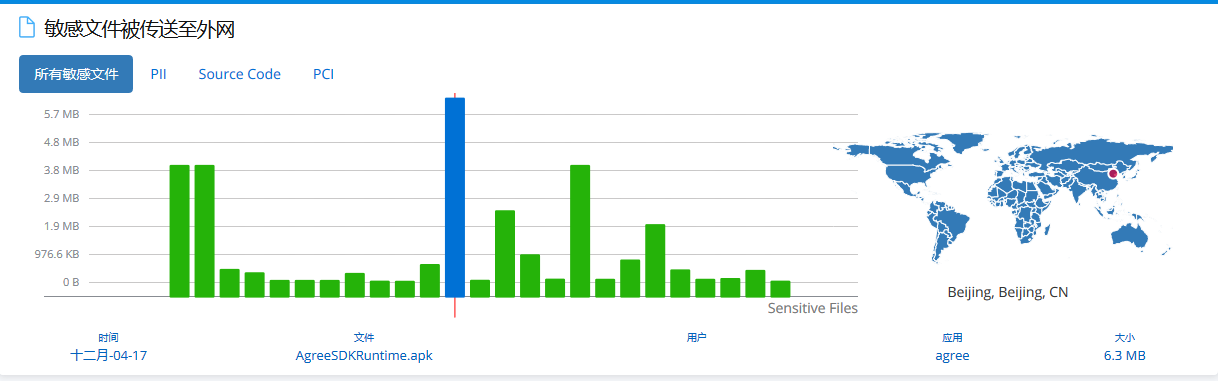 敏感文件被传送至外网
所有敏感文件 PII Source Code PCI
5.7 MB
4.8 MB
3.8 MB
2.9 MB
1.9 MB
976.6 KB
0 B
Sensitive Files
Beijing, Beijing, CN
时间 文件 用户 应用 大小
十二月-04-17 AgreeSDKRuntime.apk agree 6.3 MB